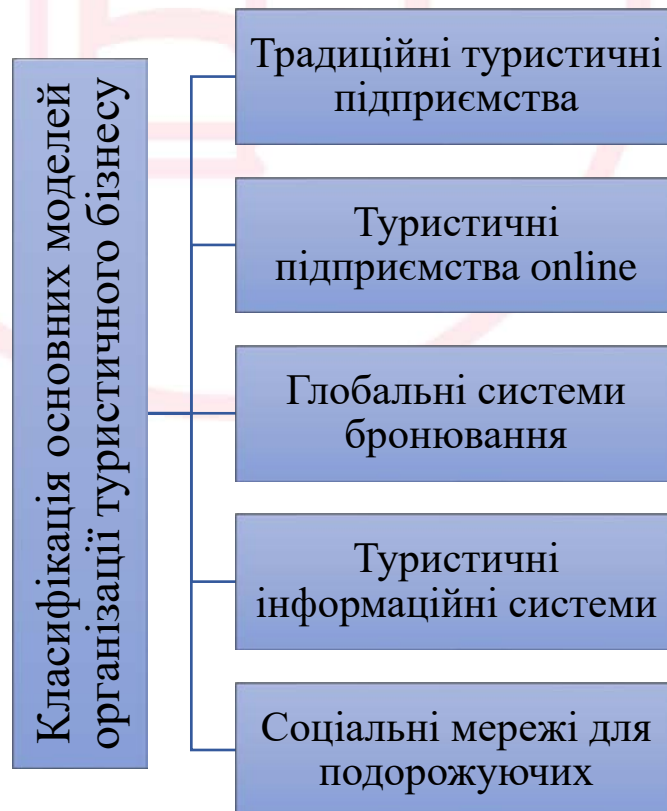 Класифікація основних моделей
організації туристичного бізнесу
Традиційні туристичні
підприємства
Туристичні
підприємства online
Глобальні системи
бронювання
Туристичні
інформаційні системи
Соціальні мережі для
подорожуючих